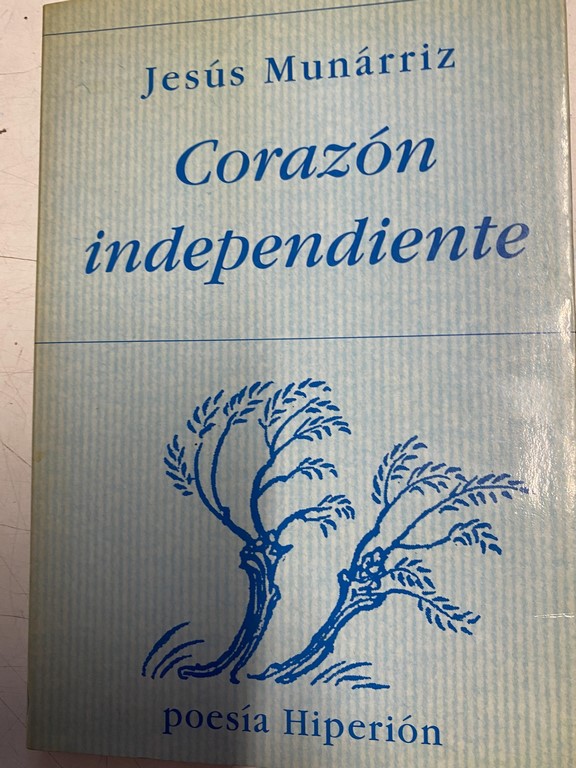 Jesús Munárriz
Corazón
independiente
poesía Hiperión